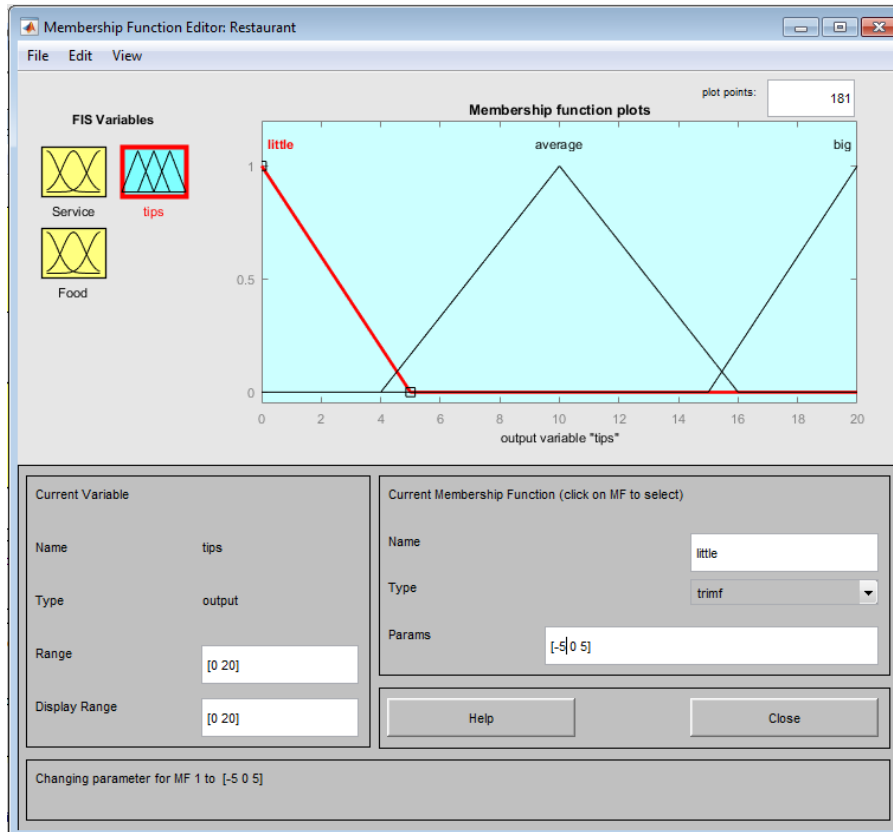 Membership Function Editor: Restaurant
File Edit View
plot points: 181
FIS Variables
Membership function plots
Service
tips
Food
little average big
1
0.5
0
0 2 4 6 8 10 12 14 16 18 20
output variable "tips"
Current Variable
Name tips
Type output
Range [0 20]
Display Range [0 20]
Current Membership Function (click on MF to select)
Name little
Type trimf
Params [-5 0 5]
Help Close
Changing parameter for MF 1 to [-5 0 5]